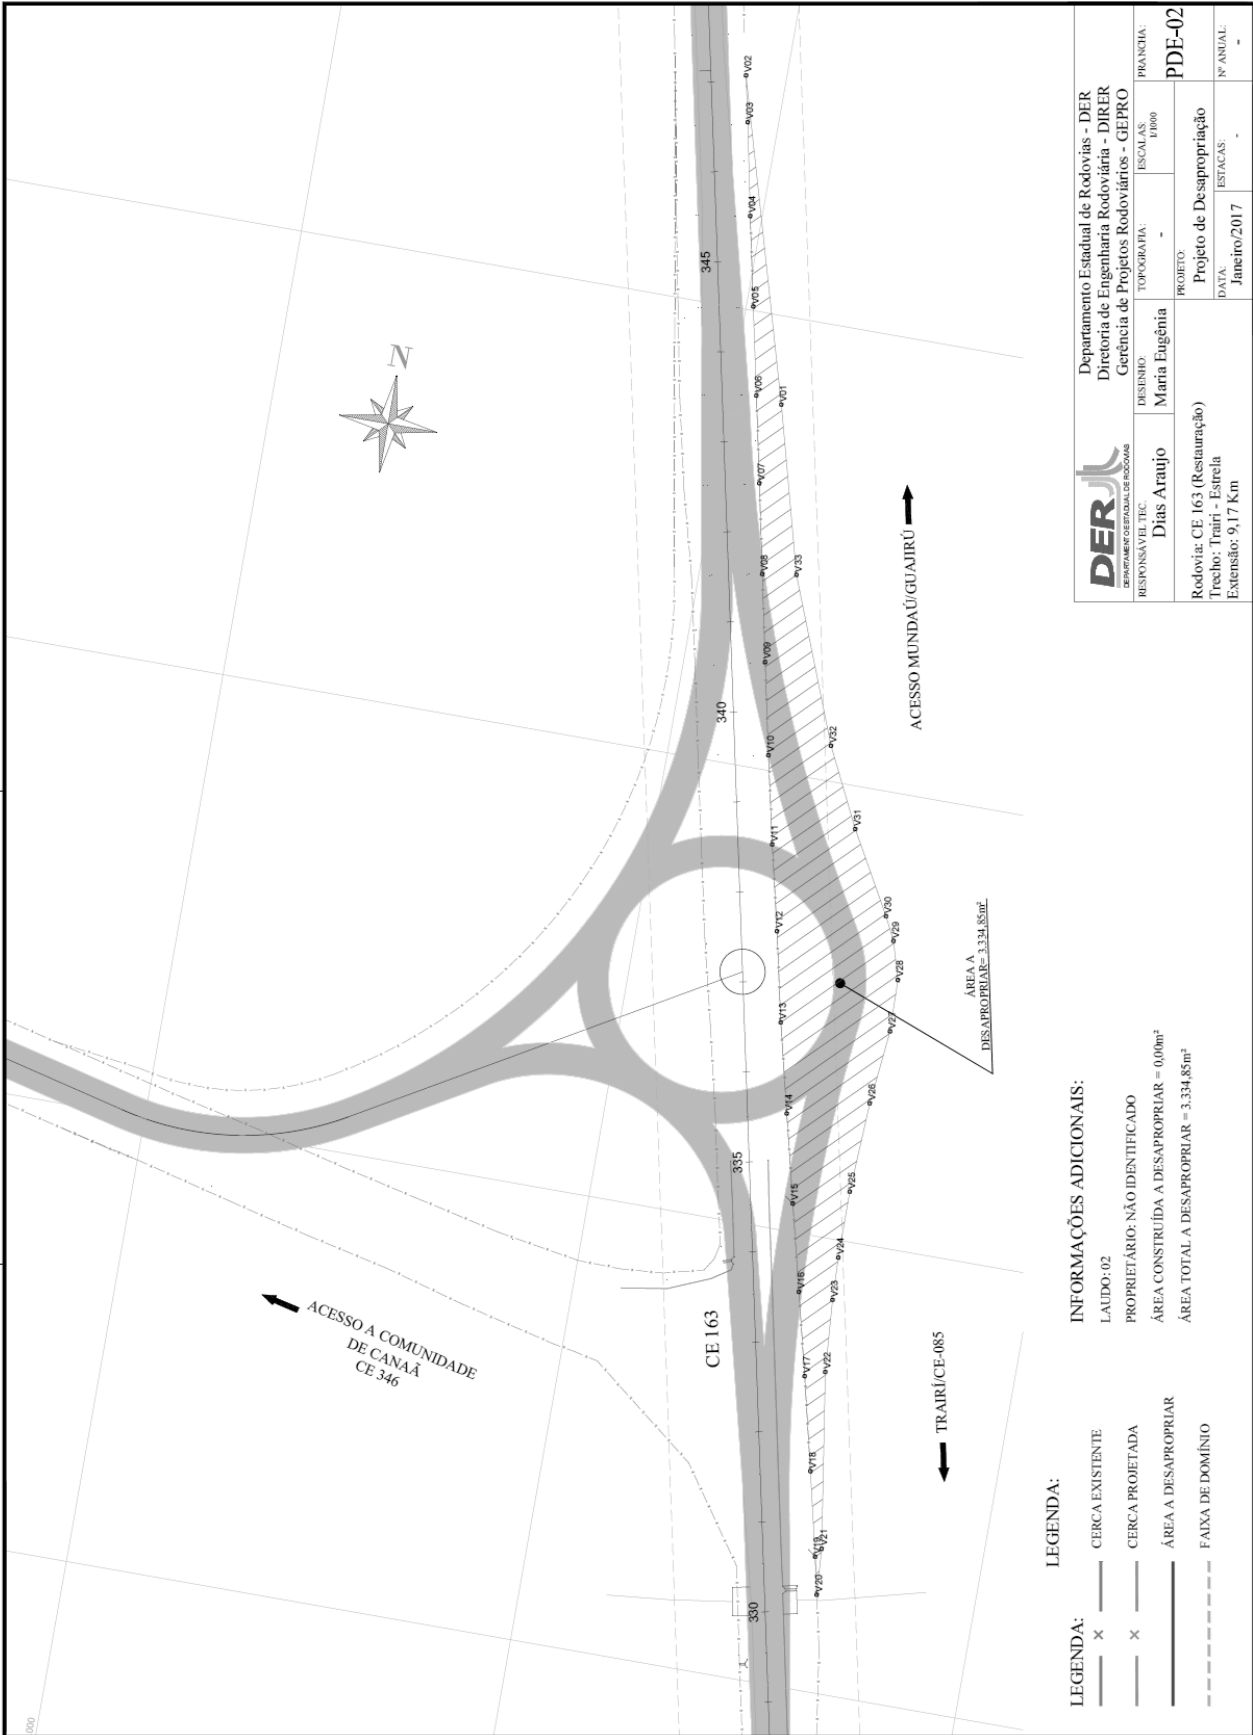 345
340
335
330
N
V02
V03
V04
V05
V06
V01
V07
V08
V33
V09
V10
V32
V11
V31
V12
V30
V29
V28
V13
V27
V14
V26
V15
V25
V24
V16
V23
V17
V22
V18
V19
V21
V20
000
CE 163
ACESSO A COMUNIDADE
DE CANAÃ
CE 346
ACESSO MUNDAÚ/GUAJIRÚ
TRAIRÍ/CE-085
ÁREA A
DESAPROPRIAR= 3.334,85m²
LEGENDA:
LEGENDA:
CERCA EXISTENTE
CERCA PROJETADA
ÁREA A DESAPROPRIAR
FAIXA DE DOMÍNIO
INFORMAÇÕES ADICIONAIS:
LAUDO: 02
PROPRIETÁRIO: NÃO IDENTIFICADO
ÁREA CONSTRUÍDA A DESAPROPRIAR = 0,00m²
ÁREA TOTAL A DESAPROPRIAR = 3.334,85m²
DER
DEPARTAMENTO ESTADUAL DE RODOVIAS
Departamento Estadual de Rodovias - DER
Diretoria de Engenharia Rodoviária - DIRER
Gerência de Projetos Rodoviários - GEPRO
RESPONSÁVEL TEC.
Dias Araujo
DESENHO:
Maria Eugênia
TOPOGRAFIA:
-
ESCALAS:
1/1000
PRANCHA:
PDE-02
Rodovia: CE 163 (Restauração)
Trecho: Trairi - Estrela
Extensão: 9,17 Km
PROJETO:
Projeto de Desapropriação
DATA:
Janeiro/2017
ESTACAS:
-
Nº ANUAL:
-